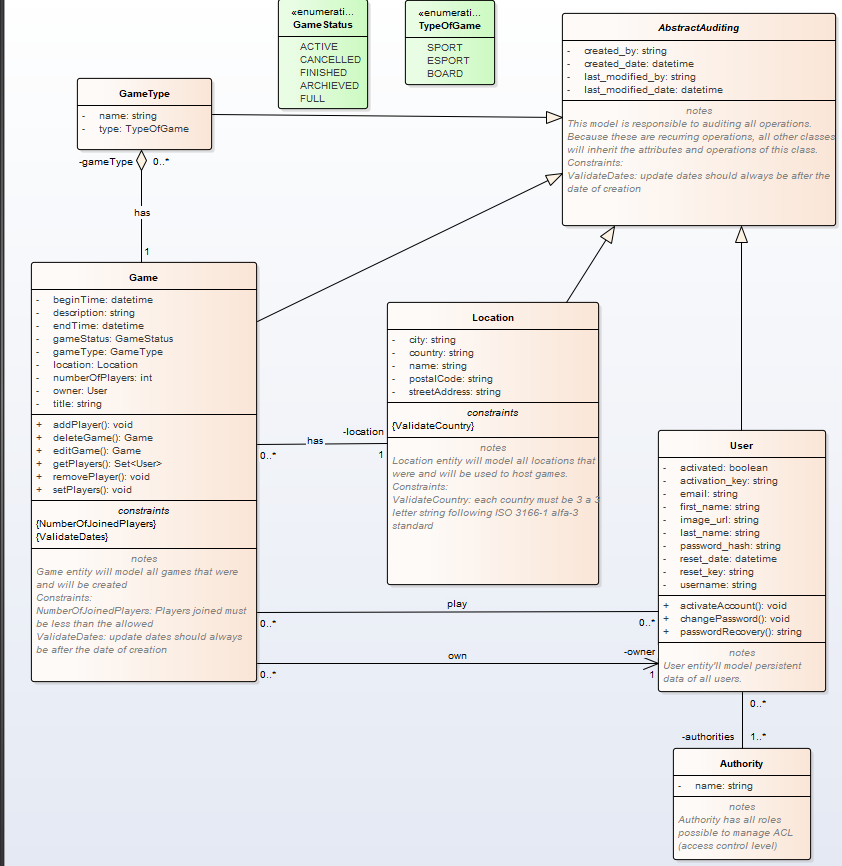 «enumerati...
GameStatus
ACTIVE
CANCELLED
FINISHED
ARCHIEVED
FULL
«enumerati...
TypeOfGame
SPORT
ESPORT
BOARD
AbstractAuditing
- created_by: string
- created_date: datetime
- last_modified_by: string
- last_modified_date: datetime
notes
This model is responsible to auditing all operations.
Because these are recurring operations, all other classes
will inherit the attributes and operations of this class.
Constraints:
ValidateDates: update dates should always be after the
date of creation
GameType
- name: string
- type: TypeOfGame
-gameType
0..*
has
1
Game
- beginTime: datetime
- description: string
- endTime: datetime
- gameStatus: GameStatus
- gameType: GameType
- location: Location
- numberOfPlayers: int
- owner: User
- title: string
+ addPlayer(): void
+ deleteGame(): Game
+ editGame(): Game
+ getPlayers(): Set<User>
+ removePlayer(): void
+ setPlayers(): void
constraints
{NumberOfJoinedPlayers}
{ValidateDates}
notes
Game entity will model all games that were
and will be created
Constraints:
NumberOfJoinedPlayers: Players joined must
be less than the allowed
ValidateDates: update dates should always
be after the date of creation
has
-location
0..*
1
Location
- city: string
- country: string
- name: string
- postalCode: string
- streetAddress: string
constraints
{ValidateCountry}
notes
Location entity will model all locations that
were and will be used to host games.
Constraints:
ValidateCountry: each country must be 3 a 3
letter string following ISO 3166-1 alfa-3
standard
play
0..*
0..*
own
-owner
0..*
1
User
- activated: boolean
- activation_key: string
- email: string
- first_name: string
- image_url: string
- last_name: string
- password_hash: string
- reset_date: datetime
- reset_key: string
- username: string
+ activateAccount(): void
+ changePassword(): void
+ passwordRecovery(): string
notes
User entity'll model persistent
data of all users.
0..*
-authorities
1..*
Authority
- name: string
notes
Authority has all roles
possible to manage ACL
(access control level)